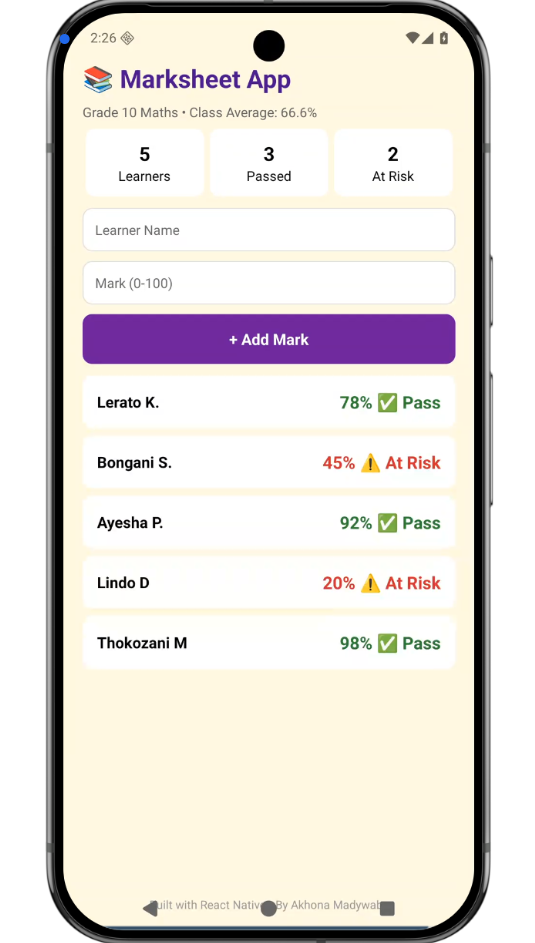 2:26
📚 Marksheet App
Grade 10 Maths • Class Average: 66.6%
5
Learners
3
Passed
2
At Risk
Learner Name
Mark (0-100)
+ Add Mark
Lerato K.
78% ✅ Pass
Bongani S.
45% ⚠️ At Risk
Ayesha P.
92% ✅ Pass
Lindo D
20% ⚠️ At Risk
Thokozani M
98% ✅ Pass
with React Native By Akhona